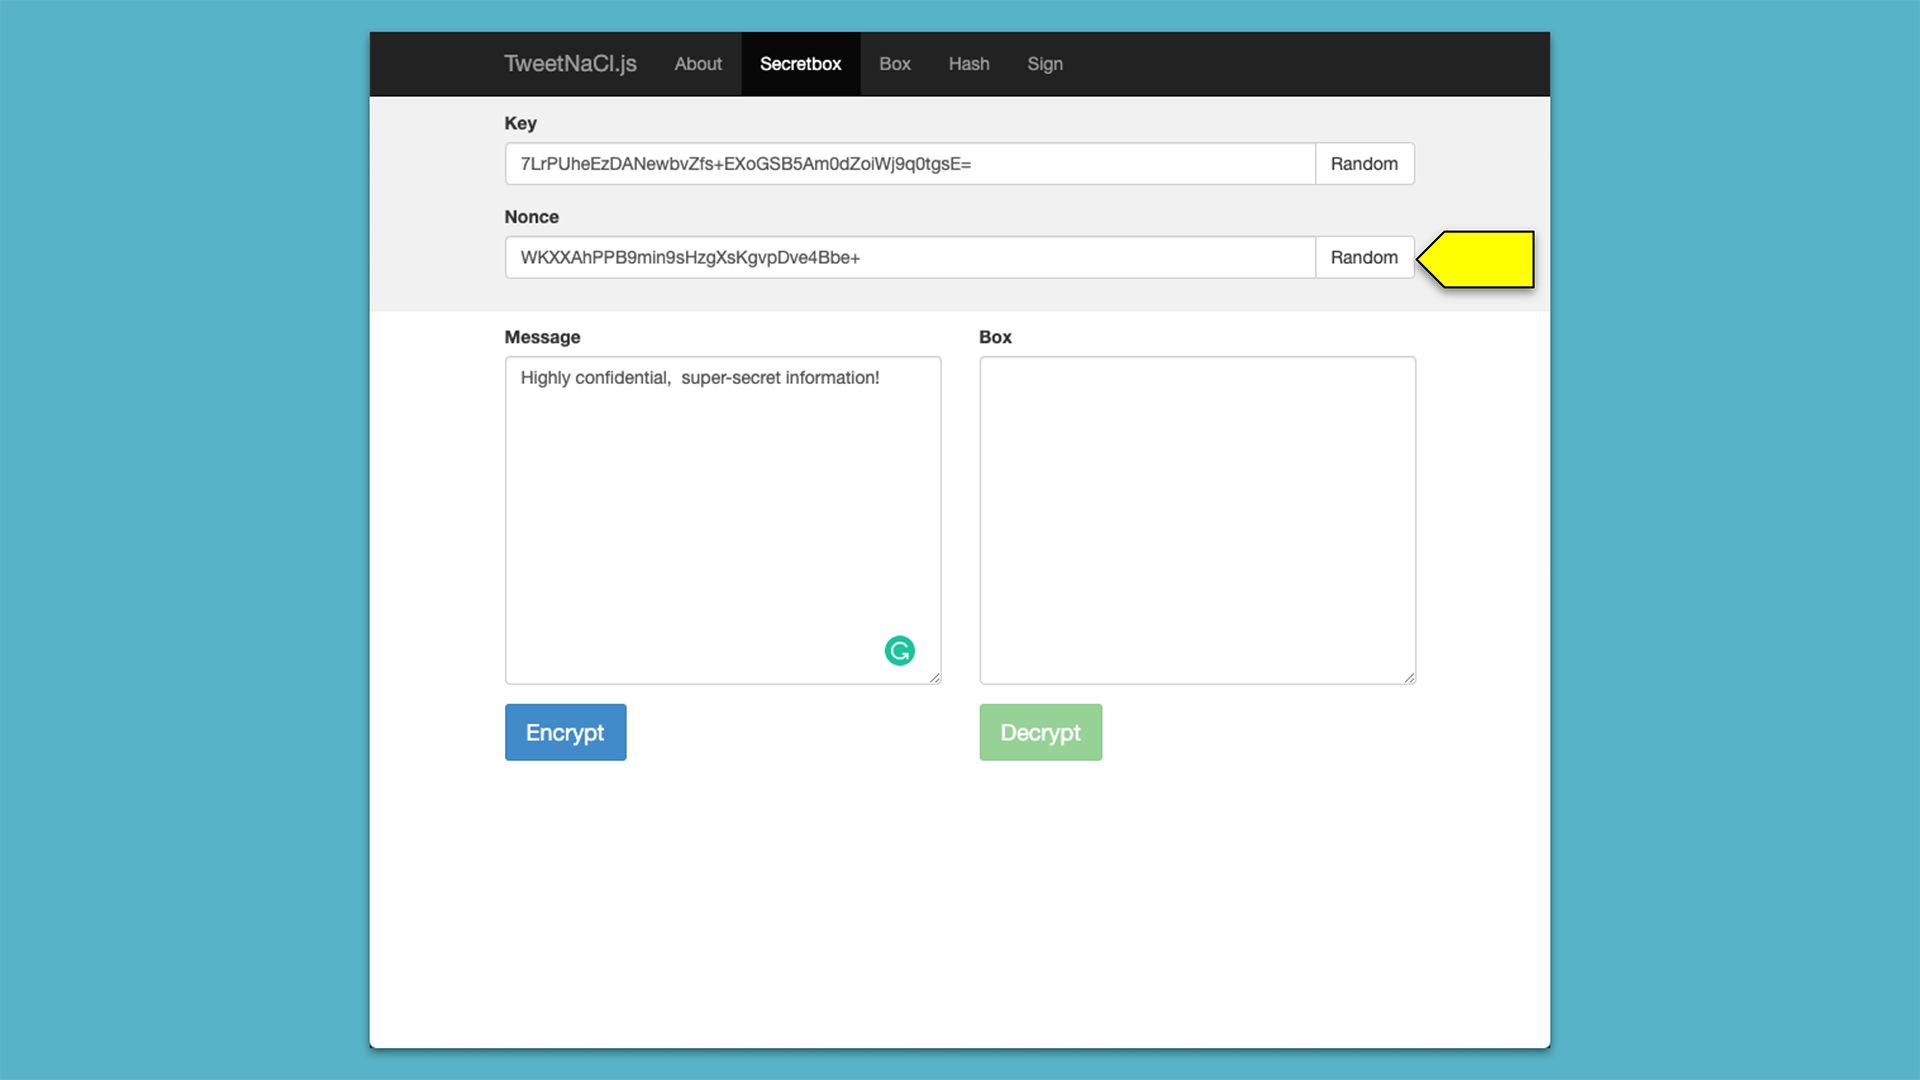 TweetNaCl.js About Secretbox Box Hash Sign
Key
7LrPUheEzDANewbvZfs+EXoGSB5Am0dZoiWj9q0tgsE= Random
Nonce
WKXXAhPPB9min9sHzgXsKgvpDve4Bbe+ Random
Message
Highly confidential,  super-secret information!
Box
Encrypt
Decrypt